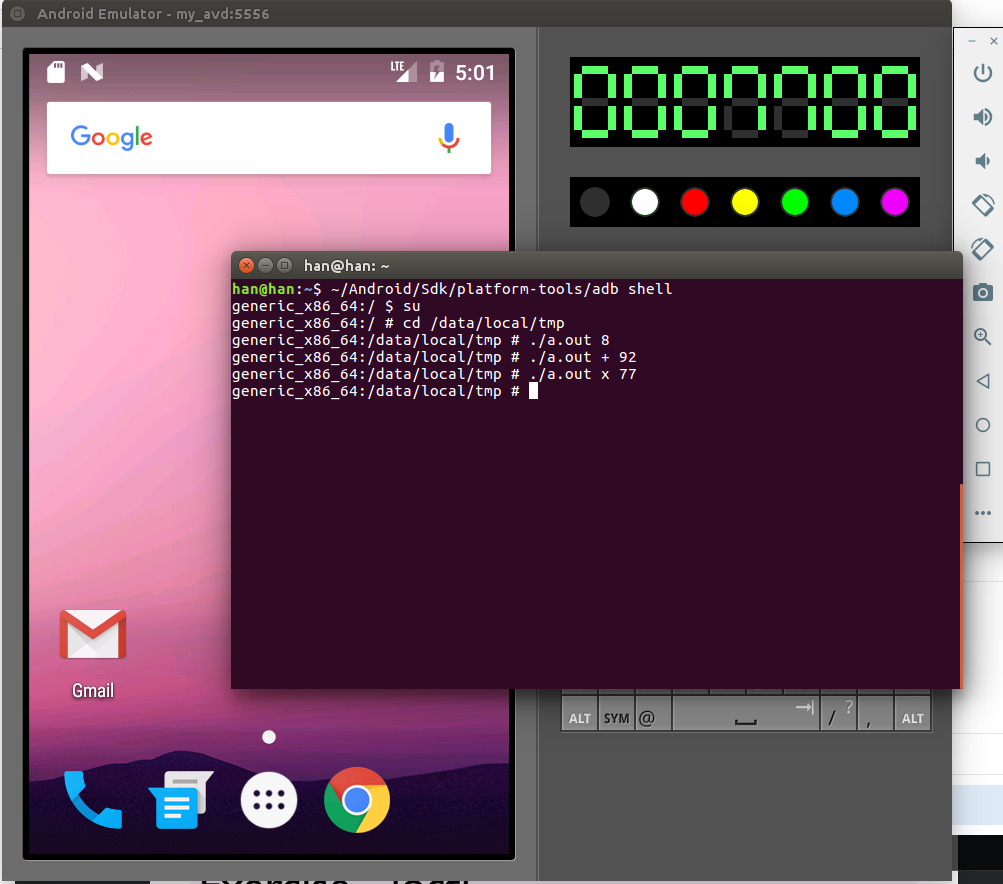 Android Emulator - my_avd:5556
LTE
5:01
Google
0007700
han@han: ~
han@han:~$ ~/Android/Sdk/platform-tools/adb shell
generic_x86_64:/ $ su
generic_x86_64:/ # cd /data/local/tmp
generic_x86_64:/data/local/tmp # ./a.out 8
generic_x86_64:/data/local/tmp # ./a.out + 92
generic_x86_64:/data/local/tmp # ./a.out x 77
generic_x86_64:/data/local/tmp #
Gmail
ALT SYM @ / ? , ALT